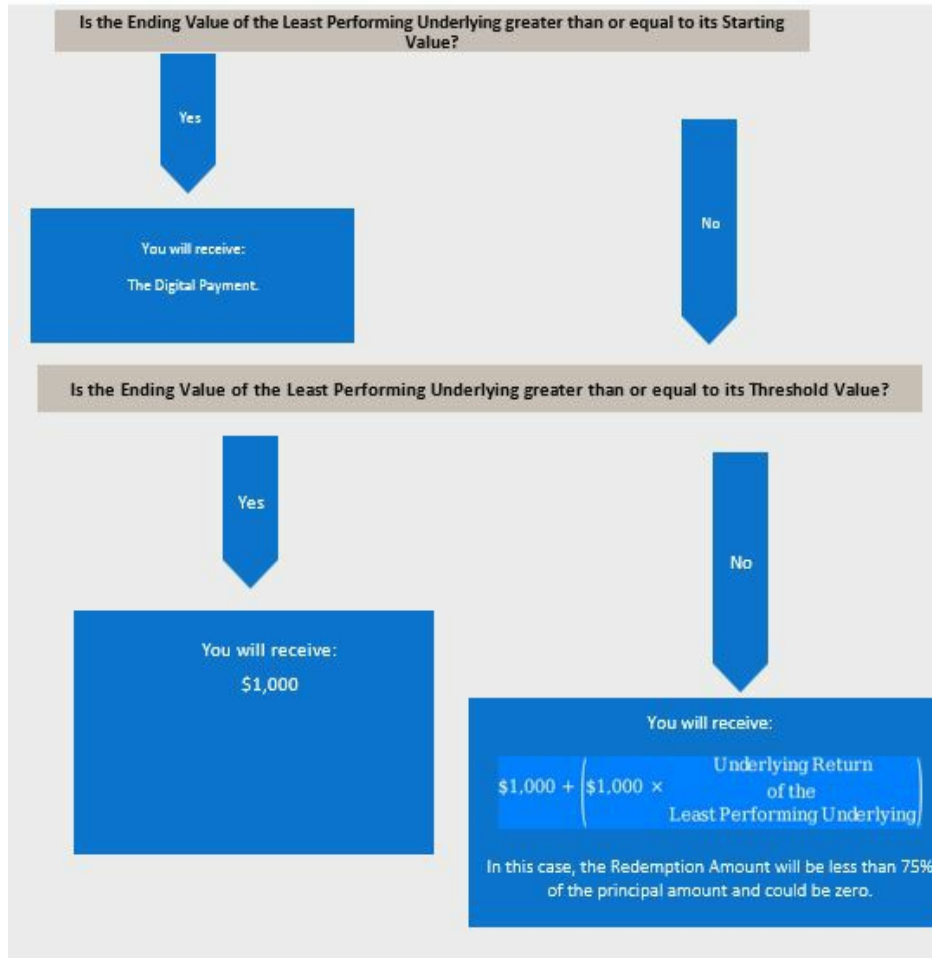 Is the Ending Value of the Least Performing Underlying greater than or equal to its Starting
Value?
Yes
No
You will receive:
The Digital Payment.
Is the Ending Value of the Least Performing Underlying greater than or equal to its Threshold Value?
Yes
No
You will receive:
$1,000
You will receive:
$1,000 + ($1,000 × Underlying Return
of the
Least Performing Underlying)
In this case, the Redemption Amount will be less than 75%
of the principal amount and could be zero.